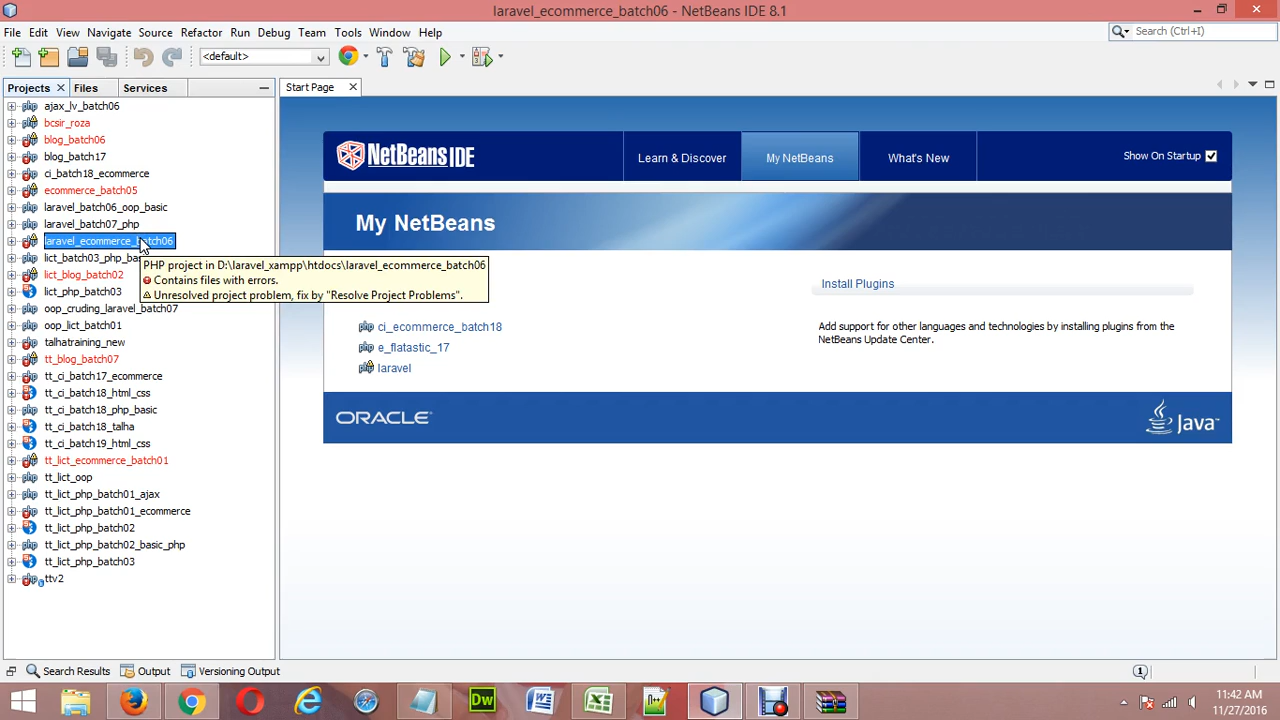 laravel_ecommerce_batch06 - NetBeans IDE 8.1
File Edit View Navigate Source Refactor Run Debug Team Tools Window Help
Search (Ctrl+I)
<default>
Projects Files Services
Start Page
ajax_lv_batch06
bcsir_roza
blog_batch06
blog_batch17
ci_batch18_ecommerce
ecommerce_batch05
laravel_batch06_oop_basic
laravel_batch07_php
laravel_ecommerce_batch06
lict_batch03_php_bas
lict_blog_batch02
lict_php_batch03
oop_cruding_laravel_batch07
oop_lict_batch01
talhatraining_new
tt_blog_batch07
tt_ci_batch17_ecommerce
tt_ci_batch18_html_css
tt_ci_batch18_php_basic
tt_ci_batch18_talha
tt_ci_batch19_html_css
tt_lict_ecommerce_batch01
tt_lict_oop
tt_lict_php_batch01_ajax
tt_lict_php_batch01_ecommerce
tt_lict_php_batch02
tt_lict_php_batch02_basic_php
tt_lict_php_batch03
ttv2
PHP project in D:\laravel_xampp\htdocs\laravel_ecommerce_batch06
Contains files with errors.
Unresolved project problem, fix by "Resolve Project Problems".
NetBeans IDE
Learn & Discover
My NetBeans
What's New
Show On Startup
My NetBeans
ci_ecommerce_batch18
e_flatastic_17
laravel
Install Plugins
Add support for other languages and technologies by installing plugins from the
NetBeans Update Center.
ORACLE
Java
Search Results Output Versioning Output
11:42 AM
11/27/2016